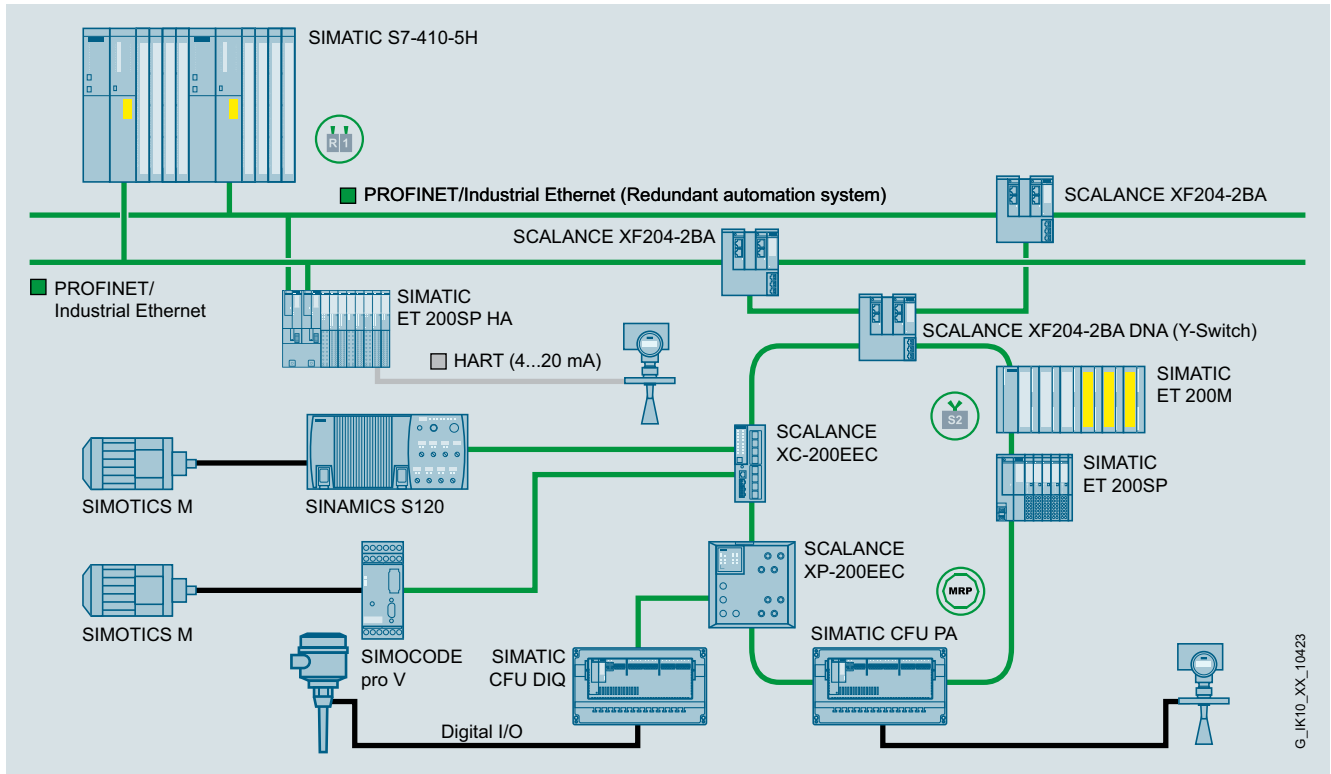 SIMATIC S7-410-5H
R 1
PROFINET/Industrial Ethernet (Redundant automation system)
SCALANCE XF204-2BA
SCALANCE XF204-2BA
PROFINET/
Industrial Ethernet
SIMATIC
ET 200SP HA
SCALANCE XF204-2BA DNA (Y-Switch)
HART (4...20 mA)
SIMATIC
ET 200M
S2
SCALANCE
XC-200EEC
SIMATIC
ET 200SP
SIMOTICS M
SINAMICS S120
SCALANCE
XP-200EEC
MRP
SIMOTICS M
SIMOCODE
pro V
SIMATIC
CFU DIQ
SIMATIC CFU PA
Digital I/O
G_IK10_XX_10423